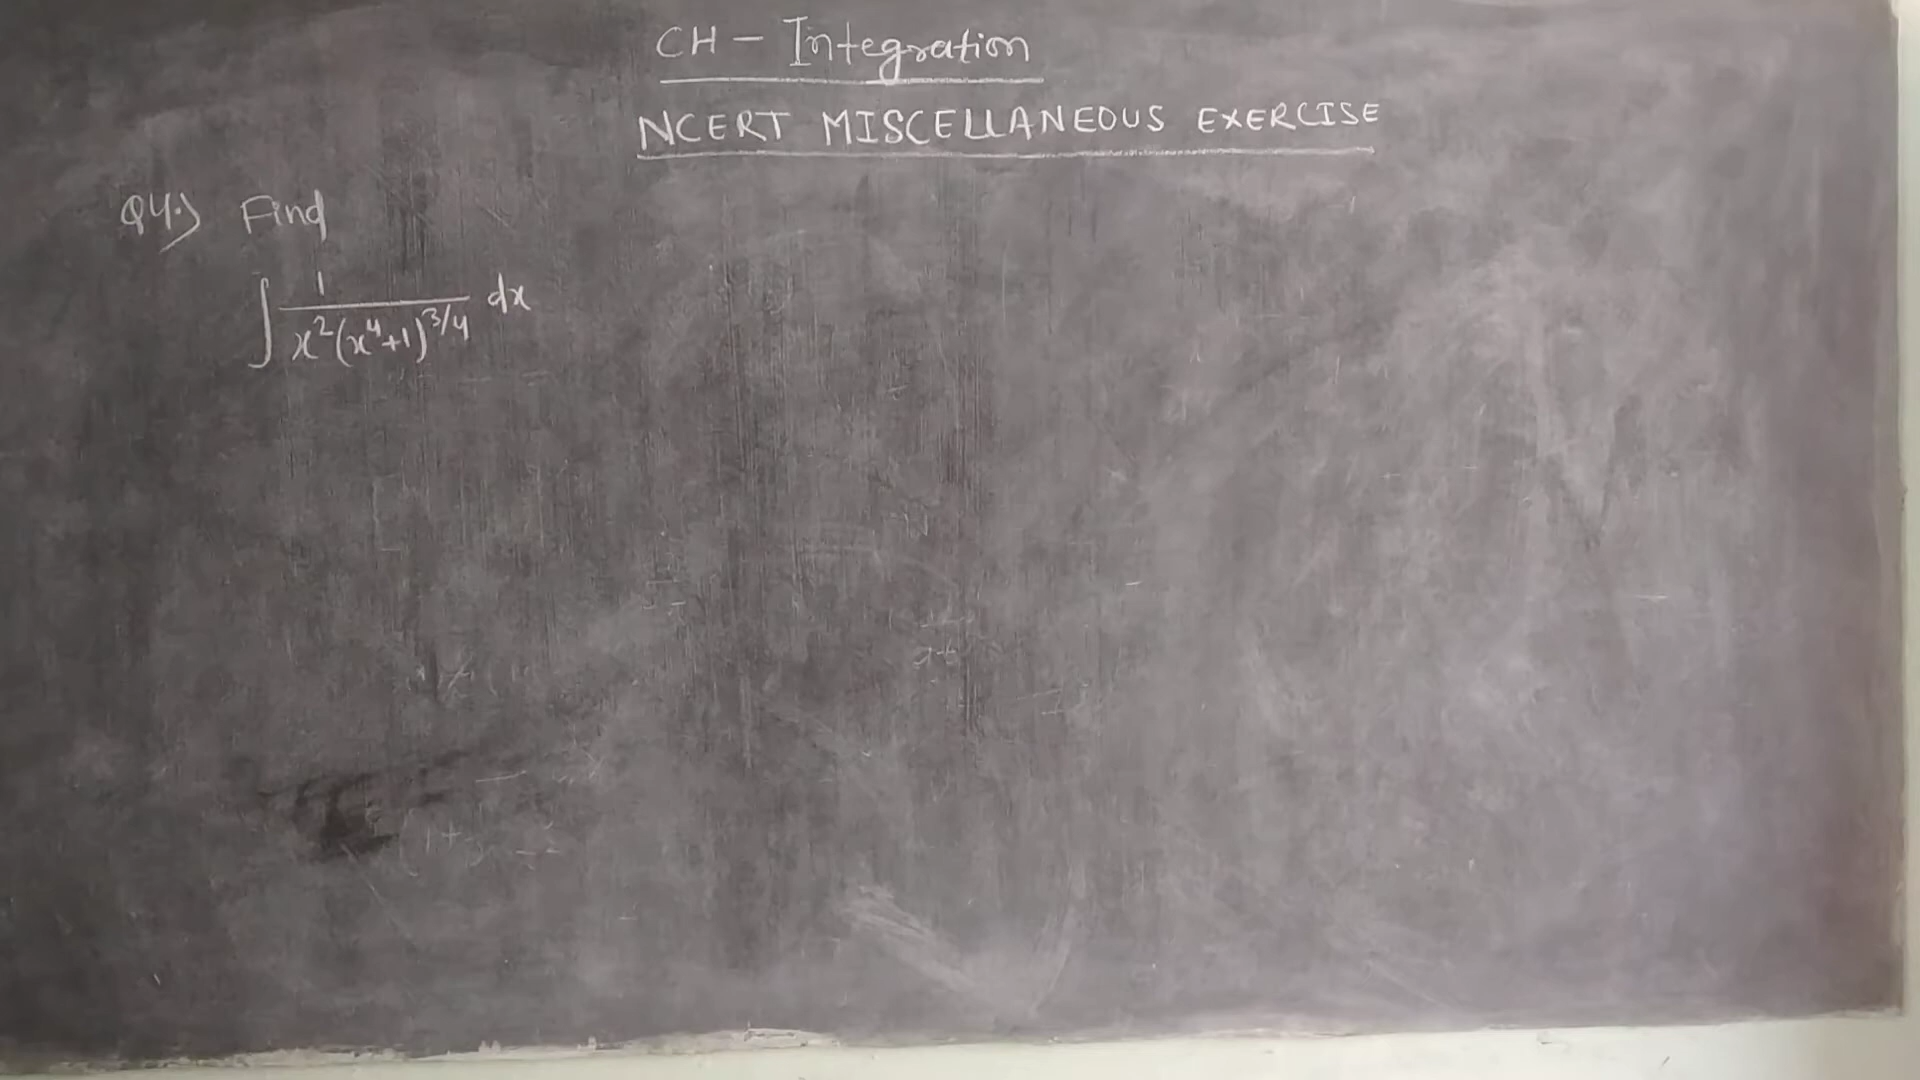 CH - Integration
NCERT MISCELLANEOUS EXERCISE
Q4.) Find
∫ 1/(x²(x⁴+1)^{3/4}) dx